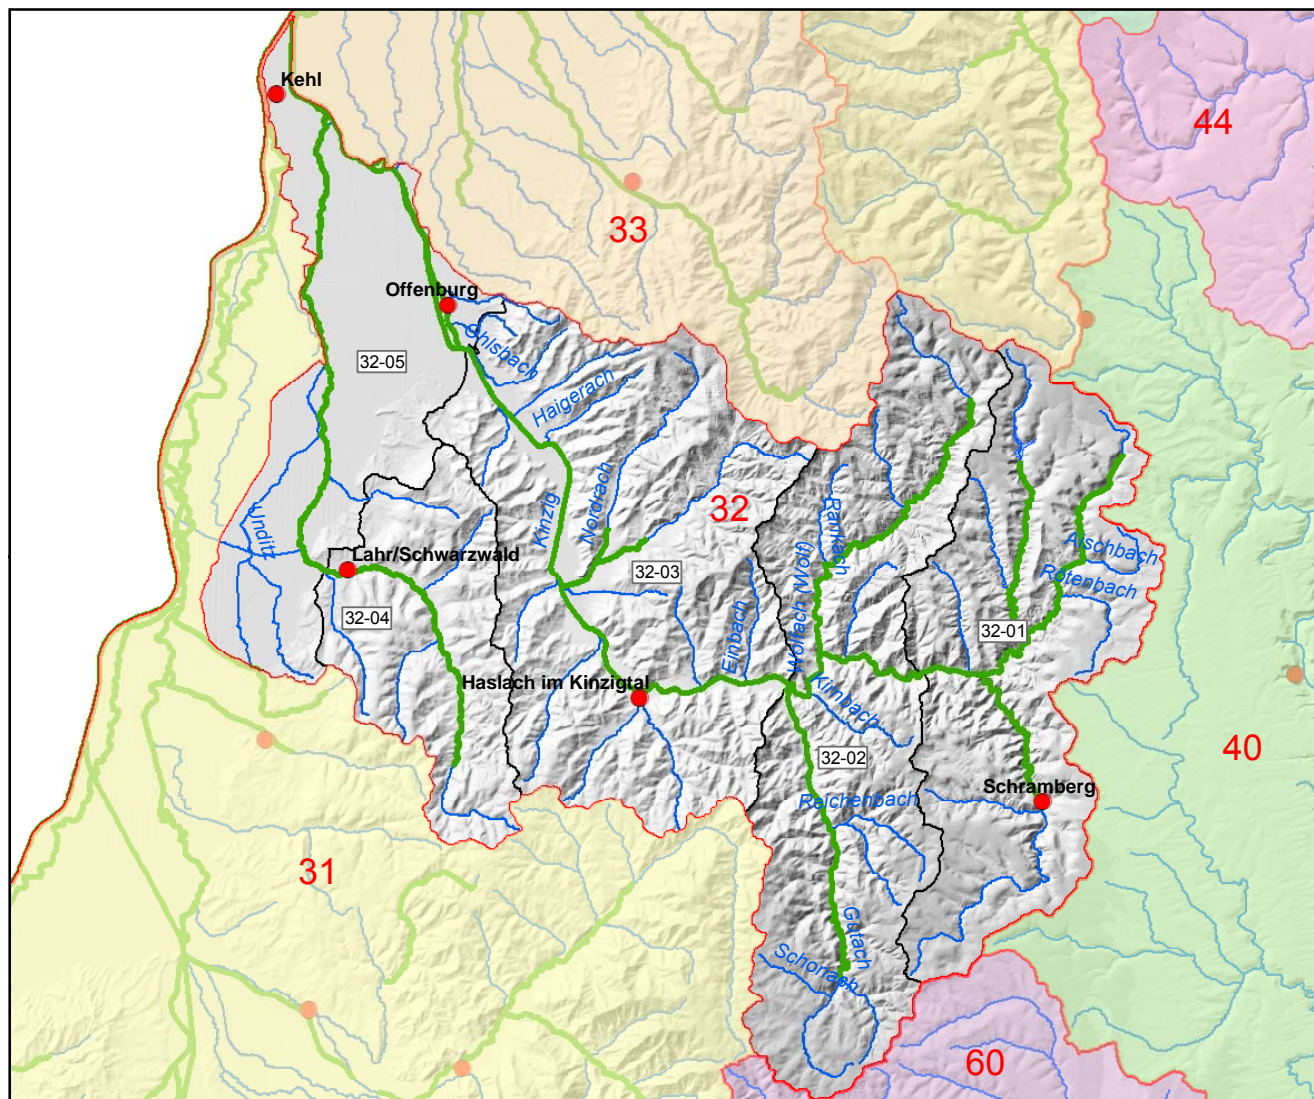 Kehl
44
33
Offenburg
Ohlsbach
32-05
Haigerach
Kinzig
Nordrach
32
Rankach
Unditz
Lahr/Schwarzwald
Aischbach
Rötenbach
32-03
Wolfach (Wolf)
32-04
Einbach
32-01
Haslach im Kinzigtal
Kirnbach
40
32-02
Schramberg
Reichenbach
31
Gutach
Schonach
60